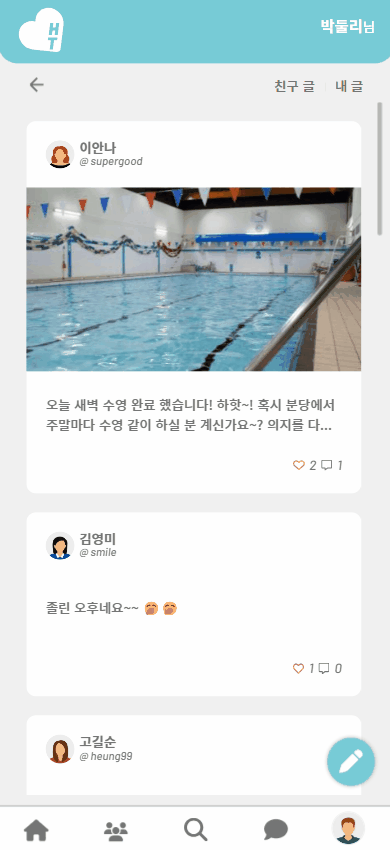 HT
박둘리님
친구 글 내 글
이안나
@supergood
오늘 새벽 수영 완료 했습니다! 하핫~! 혹시 분당에서
주말마다 수영 같이 하실 분 계신가요~? 의지를 다...
2 1
김영미
@smile
졸린 오후네요~~ 🥱 🥱
1 0
고길순
@heung99